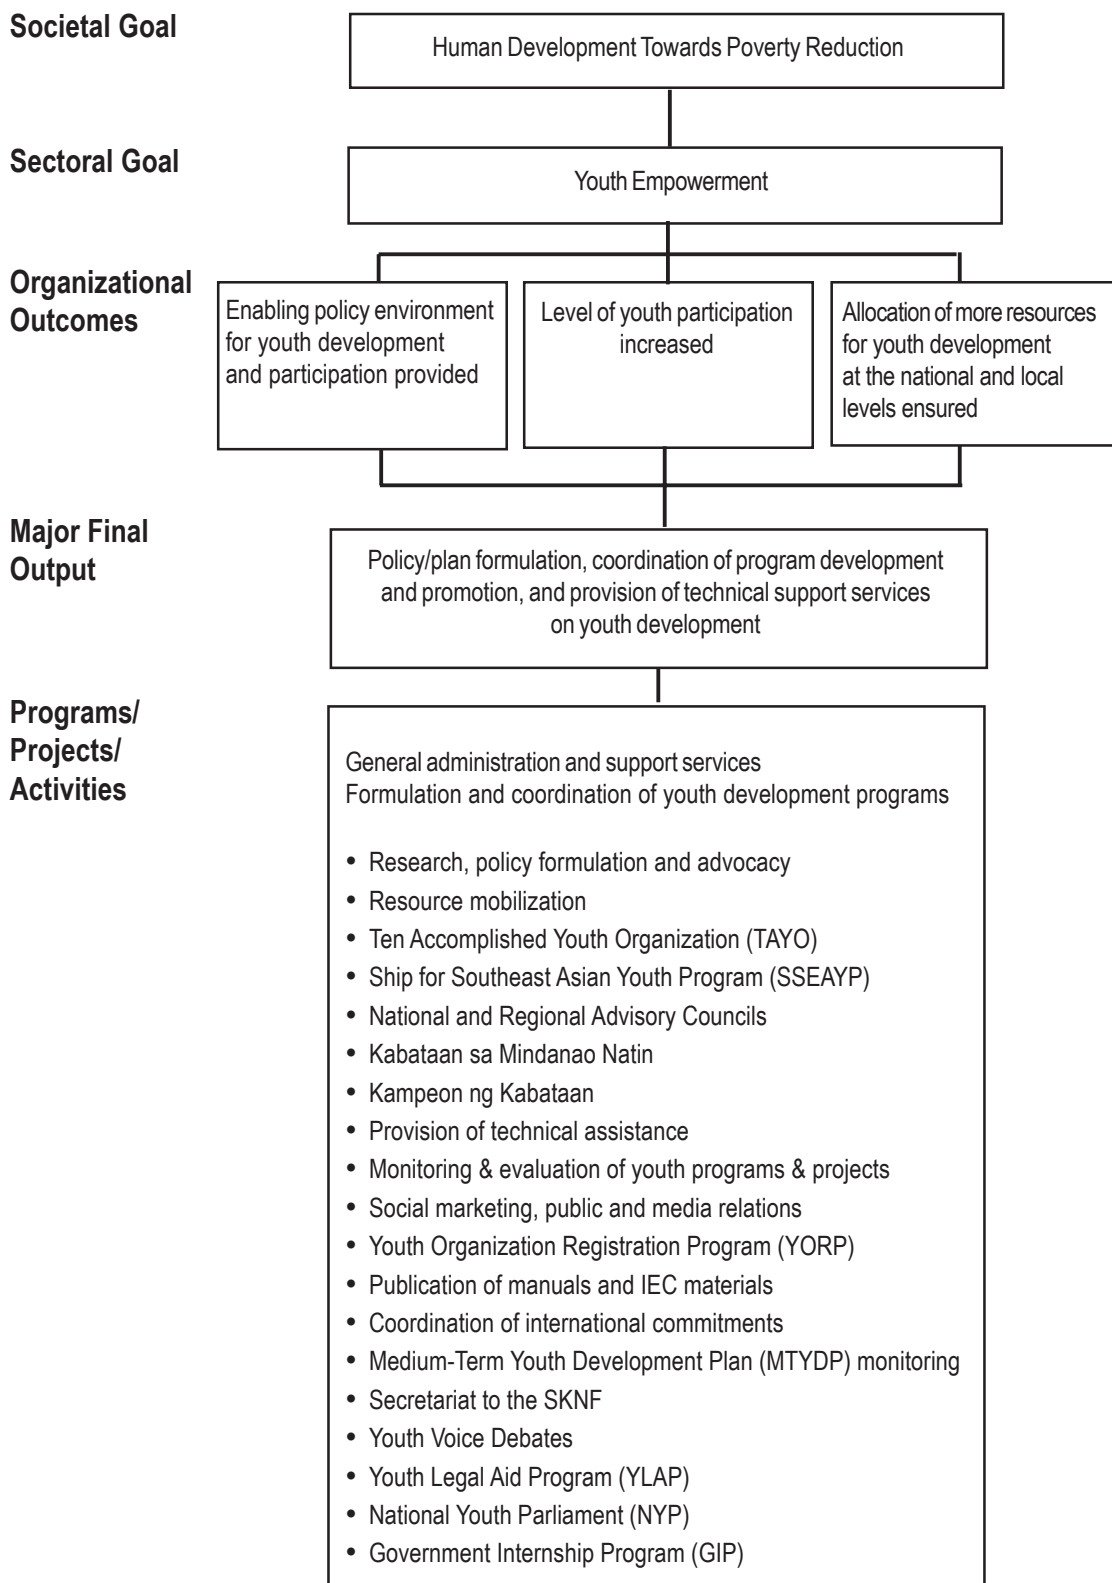 Societal Goal
Human Development Towards Poverty Reduction
Sectoral Goal
Youth Empowerment
Organizational
Outcomes
Enabling policy environment
for youth development
and participation provided
Level of youth participation
increased
Allocation of more resources
for youth development
at the national and local
levels ensured
Major Final
Output
Policy/plan formulation, coordination of program development
and promotion, and provision of technical support services
on youth development
Programs/
Projects/
Activities
General administration and support services
Formulation and coordination of youth development programs
• Research, policy formulation and advocacy
• Resource mobilization
• Ten Accomplished Youth Organization (TAYO)
• Ship for Southeast Asian Youth Program (SSEAYP)
• National and Regional Advisory Councils
• Kabataan sa Mindanao Natin
• Kampeon ng Kabataan
• Provision of technical assistance
• Monitoring & evaluation of youth programs & projects
• Social marketing, public and media relations
• Youth Organization Registration Program (YORP)
• Publication of manuals and IEC materials
• Coordination of international commitments
• Medium-Term Youth Development Plan (MTYDP) monitoring
• Secretariat to the SKNF
• Youth Voice Debates
• Youth Legal Aid Program (YLAP)
• National Youth Parliament (NYP)
• Government Internship Program (GIP)